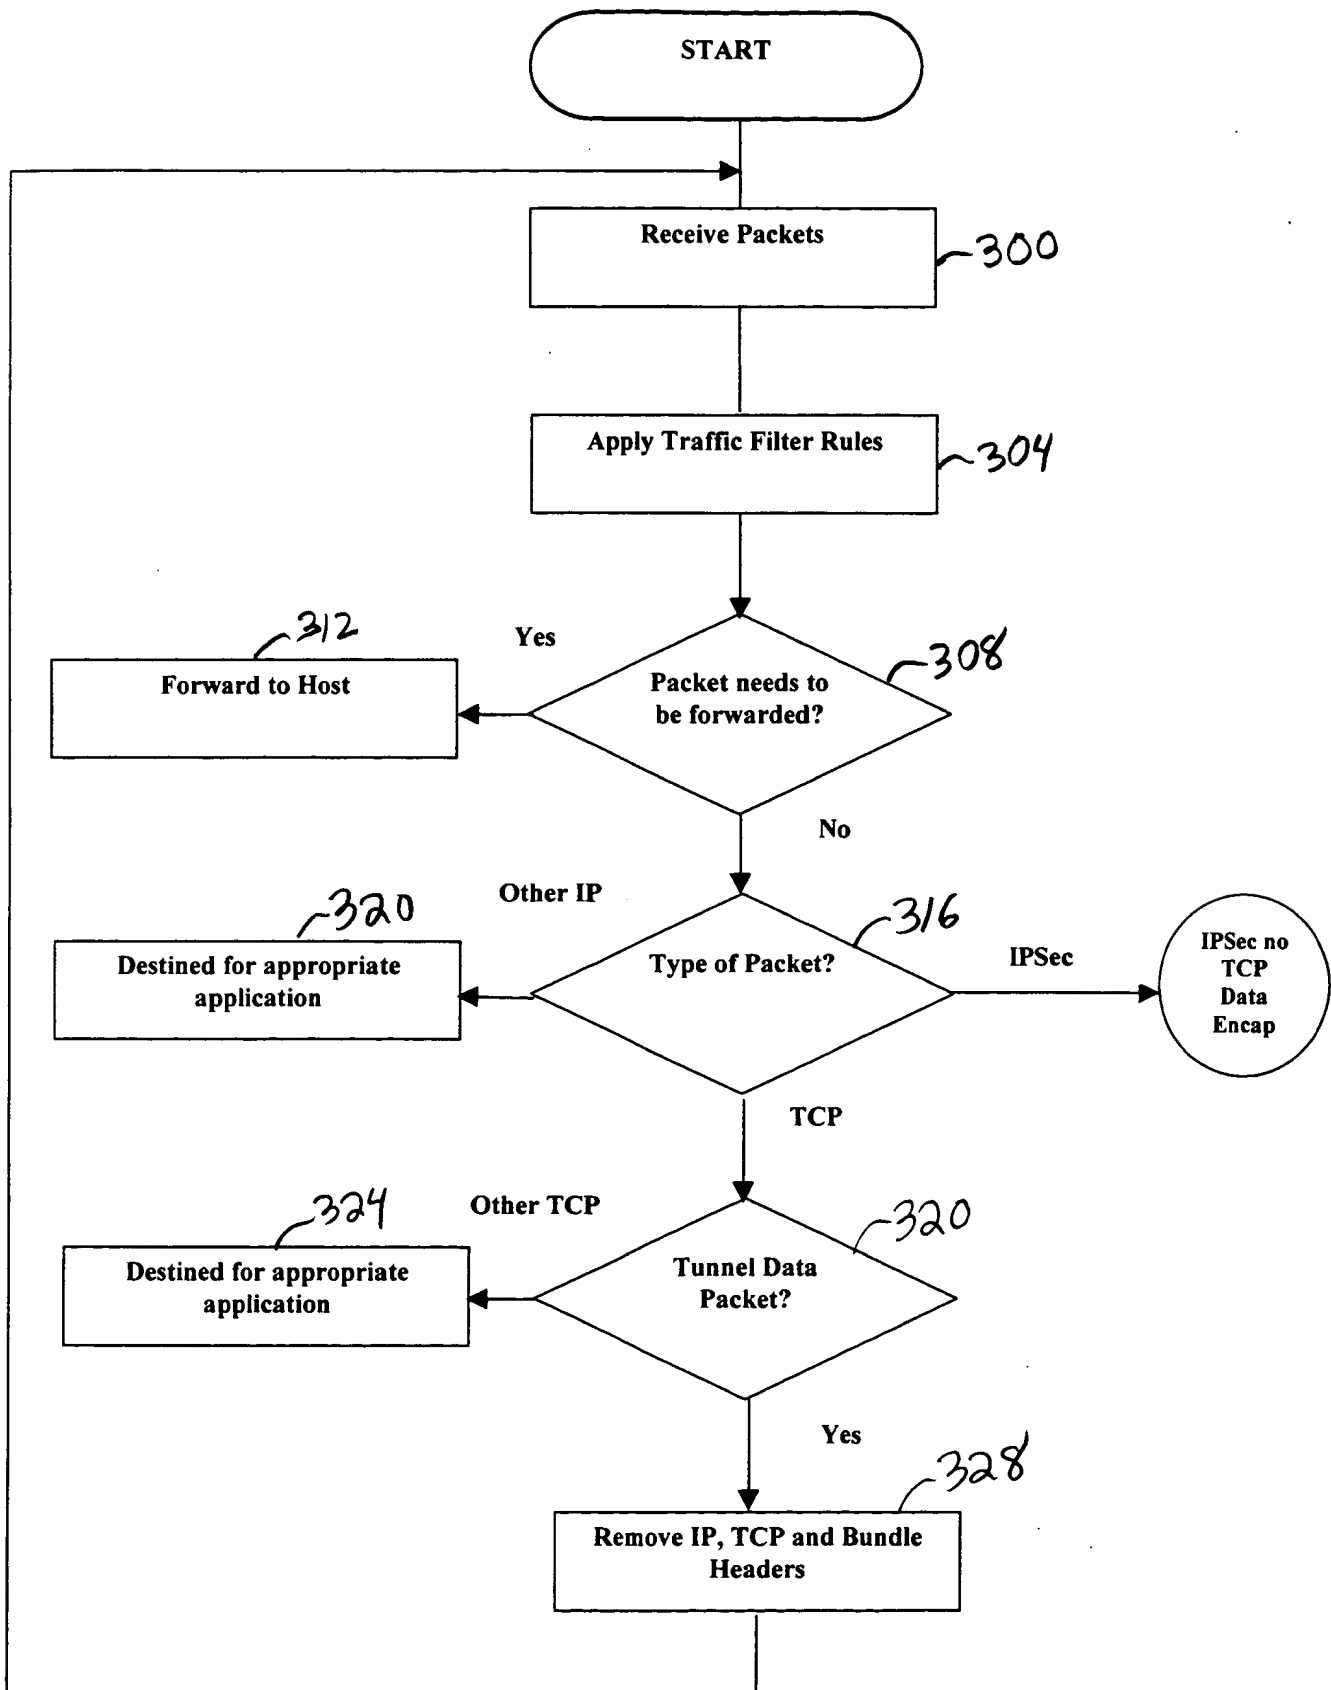 START
Receive Packets
300
Apply Traffic Filter Rules
304
312
Yes
Forward to Host
Packet needs to
be forwarded?
308
No
Other IP
320
Destined for appropriate
application
Type of Packet?
316
IPSec
IPSec no
TCP
Data
Encap
TCP
Other TCP
324
Destined for appropriate
application
Tunnel Data
Packet?
320
Yes
328
Remove IP, TCP and Bundle
Headers